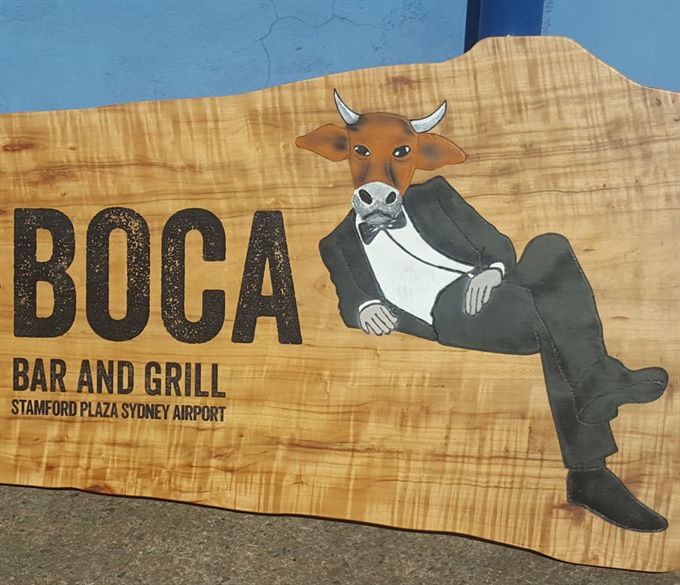 BOCA
BAR AND GRILL
STAMFORD PLAZA SYDNEY AIRPORT